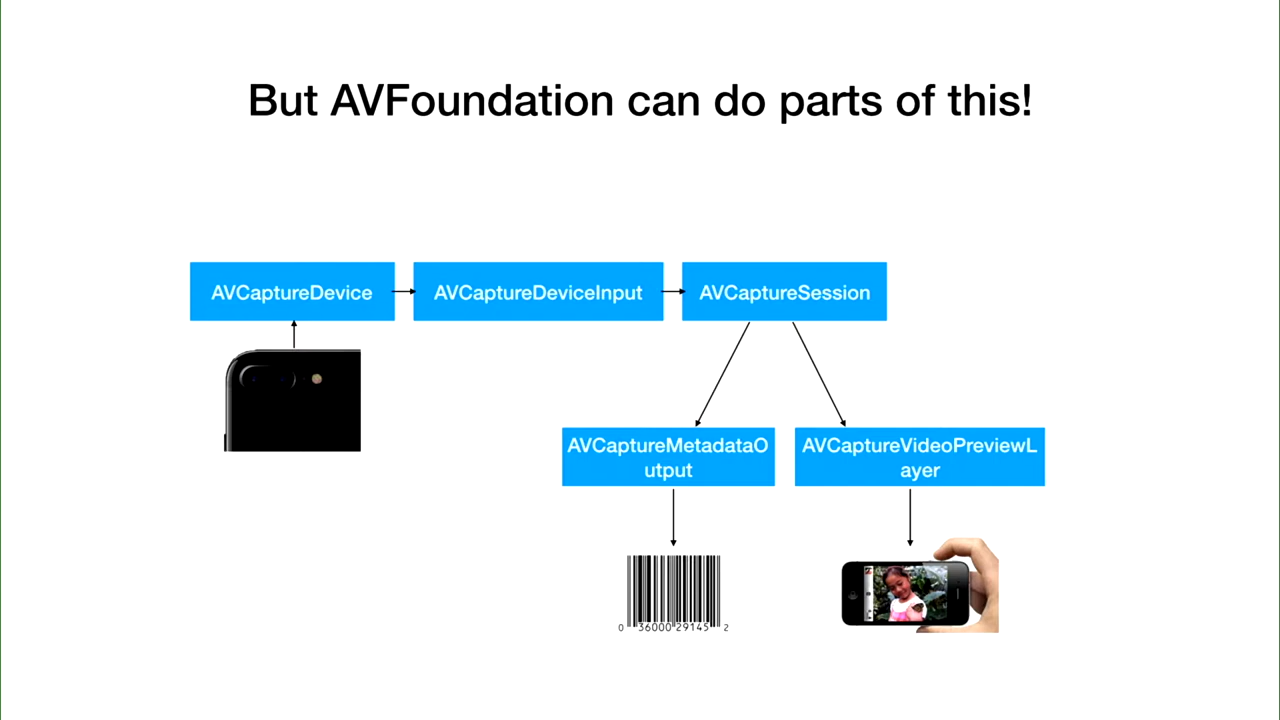 But AVFoundation can do parts of this!
AVCaptureDevice
AVCaptureDeviceInput
AVCaptureSession
AVCaptureMetadataO
utput
AVCaptureVideoPreviewL
ayer
0 36000 29145 2